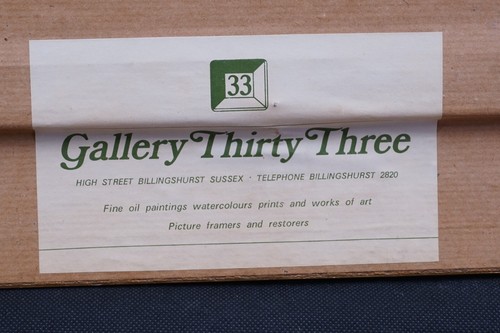 33
Gallery Thirty Three
HIGH STREET BILLINGSHURST SUSSEX · TELEPHONE BILLINGSHURST 2820
Fine oil paintings watercolours prints and works of art
Picture framers and restorers